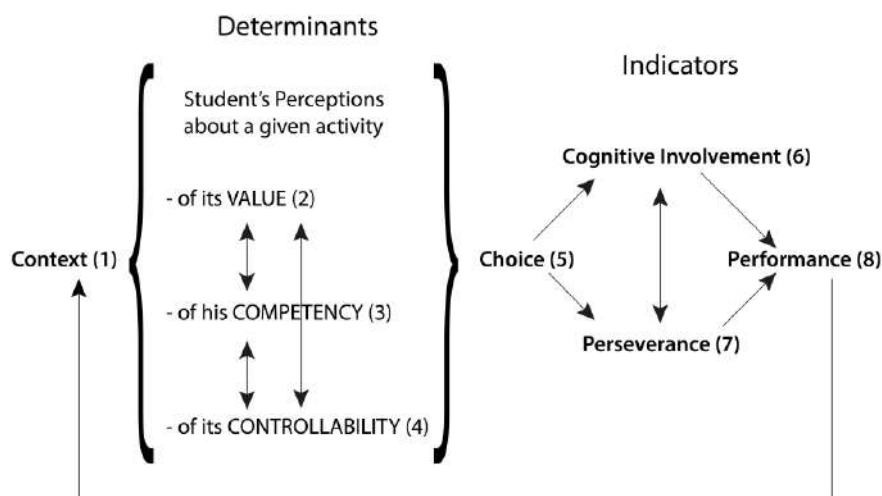 Determinants
Indicators
Student's Perceptions
about a given activity
- of its VALUE (2)
- of his COMPETENCY (3)
- of its CONTROLLABILITY (4)
Context (1)
Cognitive Involvement (6)
Choice (5)
Performance (8)
Perseverance (7)